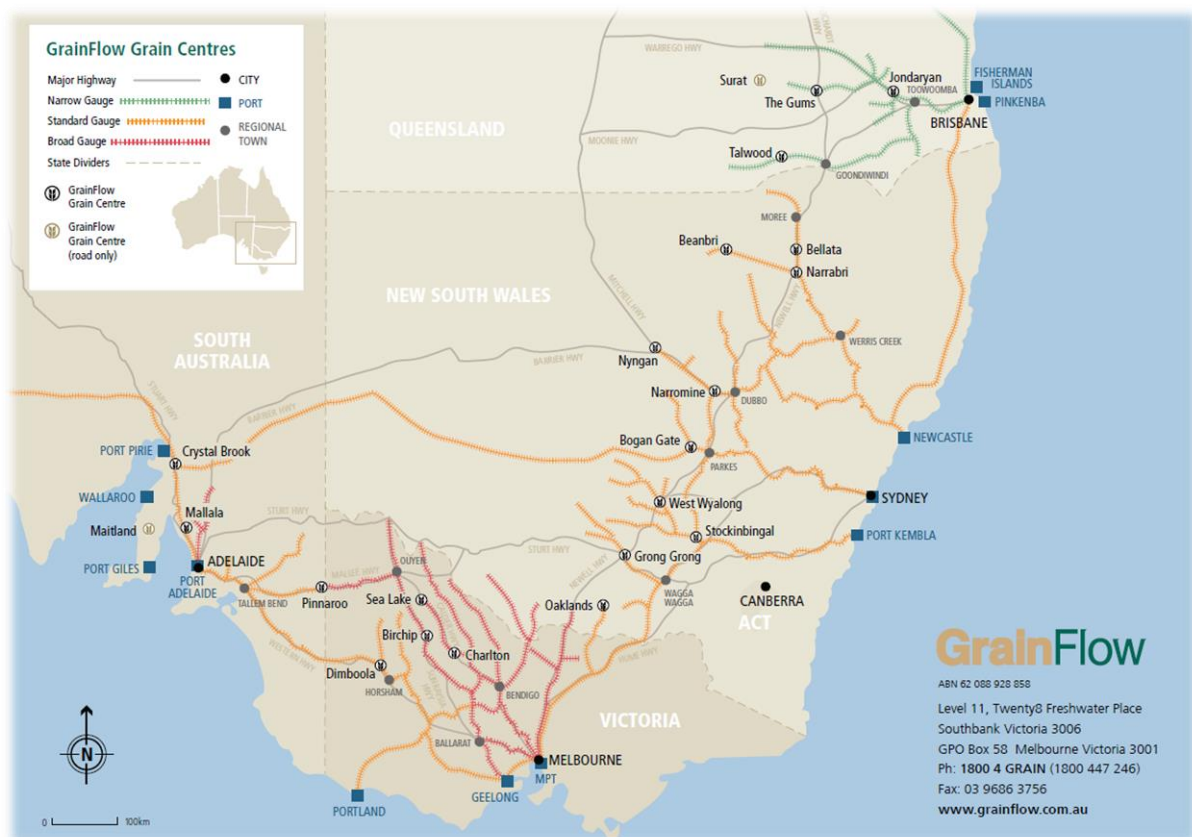 GrainFlow Grain Centres
Major Highway
Narrow Gauge
Standard Gauge
Broad Gauge
State Dividers
CITY
PORT
REGIONAL
TOWN
GrainFlow
Grain Centre
GrainFlow
Grain Centre
(road only)
QUEENSLAND
WARREGO HWY
MOONIE HWY
Surat
The Gums
Jondaryan
TOOWOOMBA
FISHERMAN
ISLANDS
PINKENBA
BRISBANE
Talwood
GOONDIWINDI
MOREE
Beanbri
Bellata
Narrabri
NEW SOUTH WALES
MITCHELL HWY
NEWELL HWY
WERRIS CREEK
SOUTH
AUSTRALIA
BARRIER HWY
Nyngan
Narromine
DUBBO
STUART HWY
BARRIER HWY
Bogan Gate
PARKES
NEWCASTLE
PORT PIRIE
Crystal Brook
WALLAROO
Mallala
Maitland
West Wyalong
SYDNEY
STURT HWY
Stockinbingal
PORT KEMBLA
STURT HWY
Grong Grong
NEWELL HWY
PORT GILES
ADELAIDE
PORT
ADELAIDE
OUYEN
MALLEE HWY
TALLEM BEND
Pinnaroo
Sea Lake
Oaklands
WAGGA
WAGGA
CANBERRA
ACT
Birchip
CALDER HWY
WESTERN HWY
Charlton
Dimboola
HORSHAM
SUNRAYSIA
HWY
BENDIGO
HUME HWY
VICTORIA
BALLARAT
MELBOURNE
MPT
GEELONG
PORTLAND
N
0 100km
GrainFlow
ABN 62 088 928 858
Level 11, Twenty8 Freshwater Place
Southbank Victoria 3006
GPO Box 58 Melbourne Victoria 3001
Ph: 1800 4 GRAIN (1800 447 246)
Fax: 03 9686 3756
www.grainflow.com.au